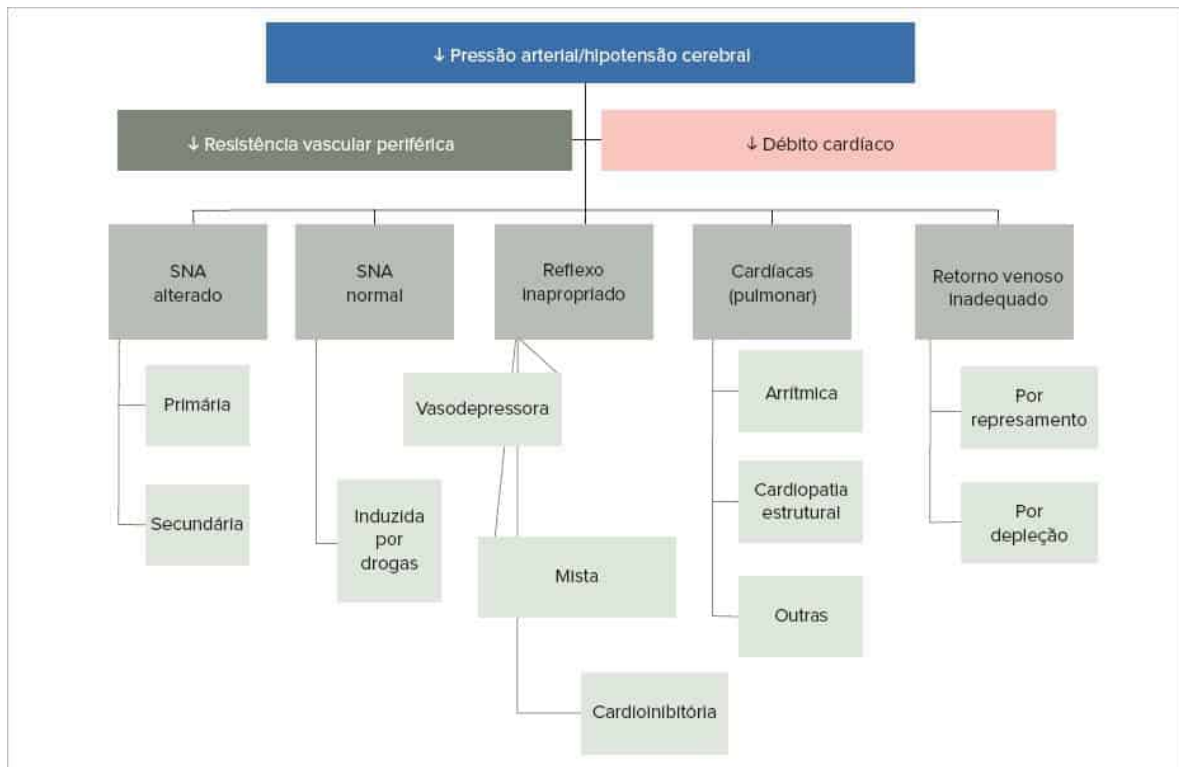 ↓ Pressão arterial/hipotensão cerebral
↓ Resistência vascular periférica
↓ Débito cardíaco
SNA
alterado
SNA
normal
Reflexo
inapropriado
Cardíacas
(pulmonar)
Retorno venoso
inadequado
Primária
Secundária
Induzida
por
drogas
Vasodepressora
Mista
Cardioinibitória
Arrítmica
Cardiopatia
estrutural
Outras
Por
represamento
Por
depleção